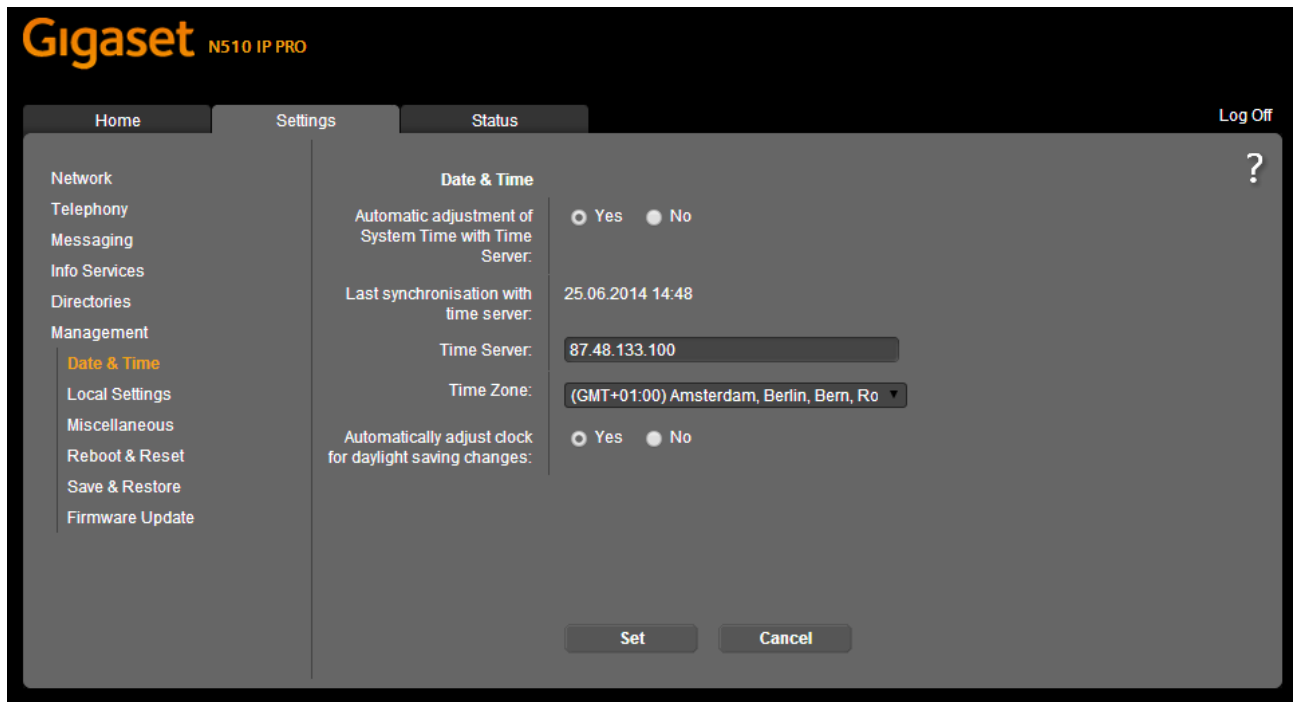 Gigaset N510 IP PRO
Home
Settings
Status
Log Off
?
Network
Telephony
Messaging
Info Services
Directories
Management
Date & Time
Local Settings
Miscellaneous
Reboot & Reset
Save & Restore
Firmware Update
Date & Time
Automatic adjustment of
System Time with Time
Server:
Yes No
Last synchronisation with
time server:
25.06.2014 14:48
Time Server:
87.48.133.100
Time Zone:
(GMT+01:00) Amsterdam, Berlin, Bern, Ro
Automatically adjust clock
for daylight saving changes:
Yes No
Set
Cancel